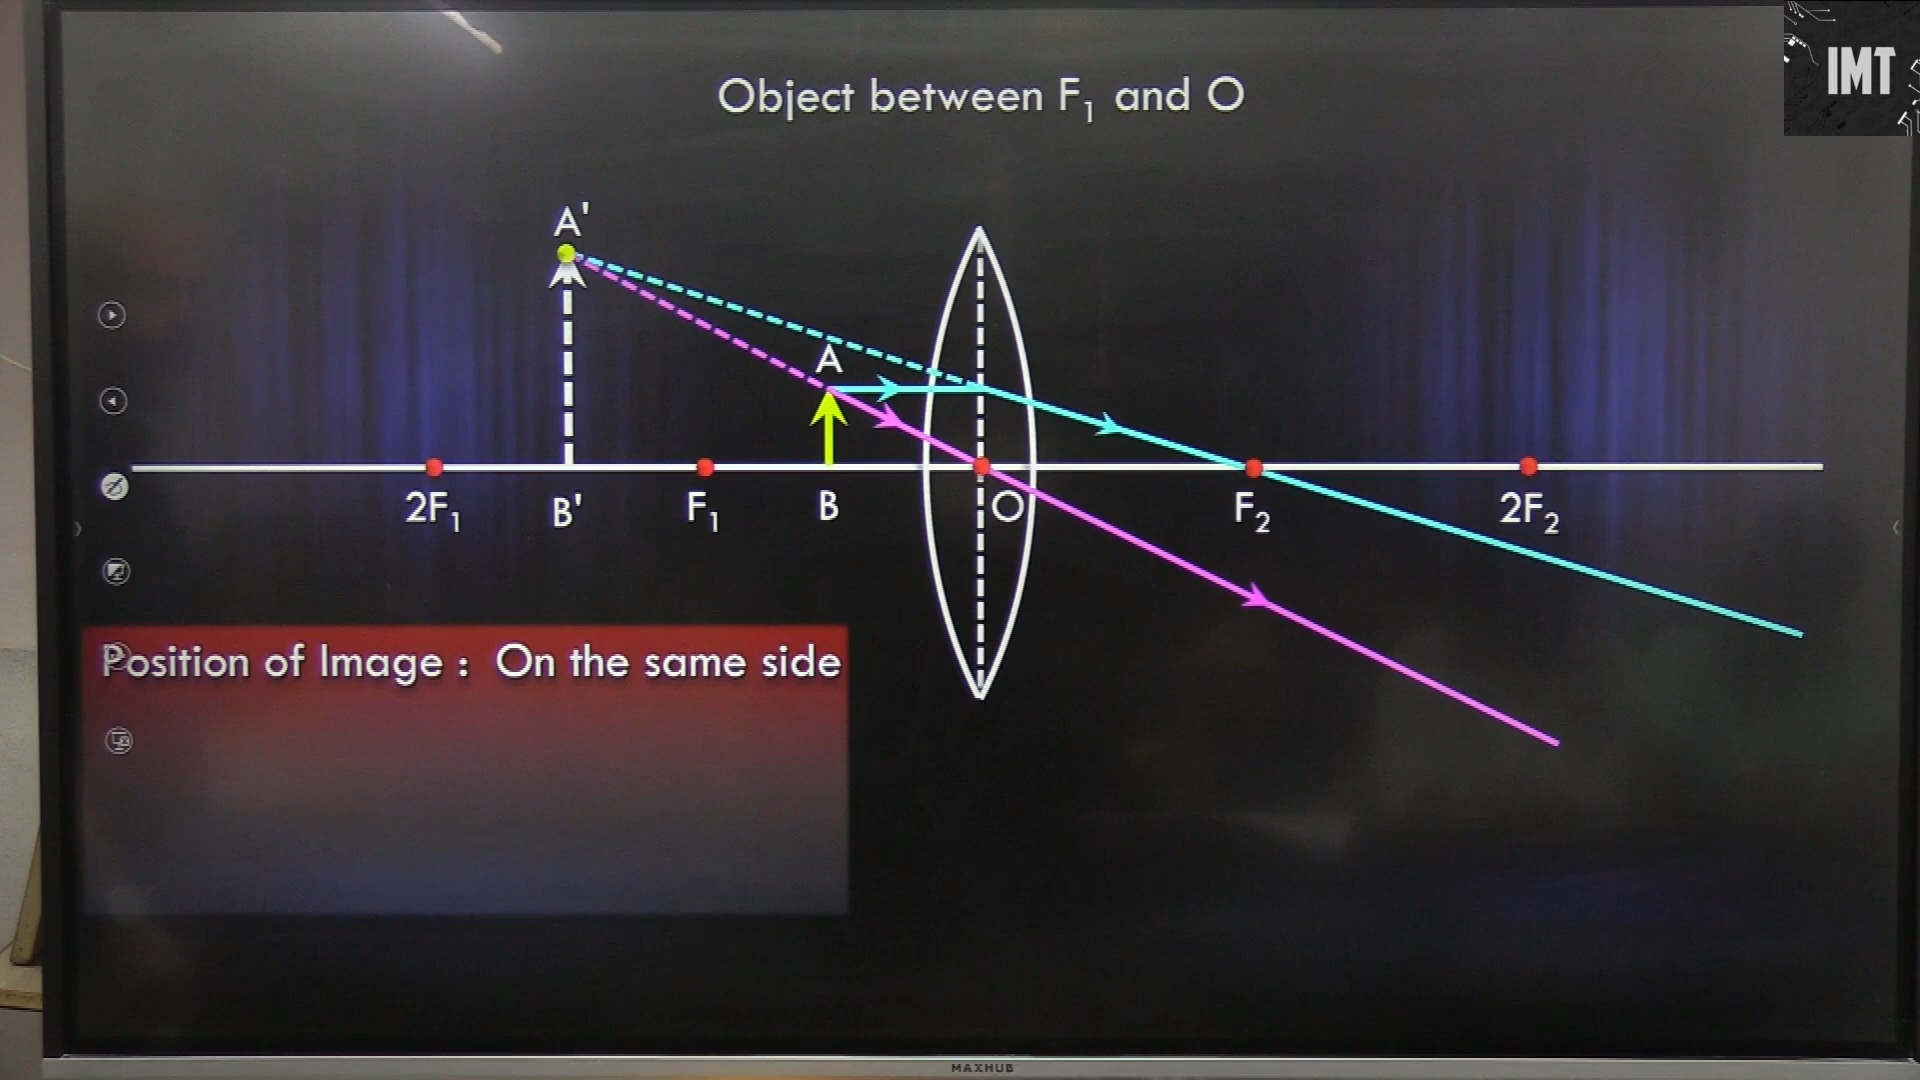 IMT
Object between F₁ and O
A'
A
2F₁
B'
F₁
B
O
F₂
2F₂
Position of Image : On the same side
MAXHUB